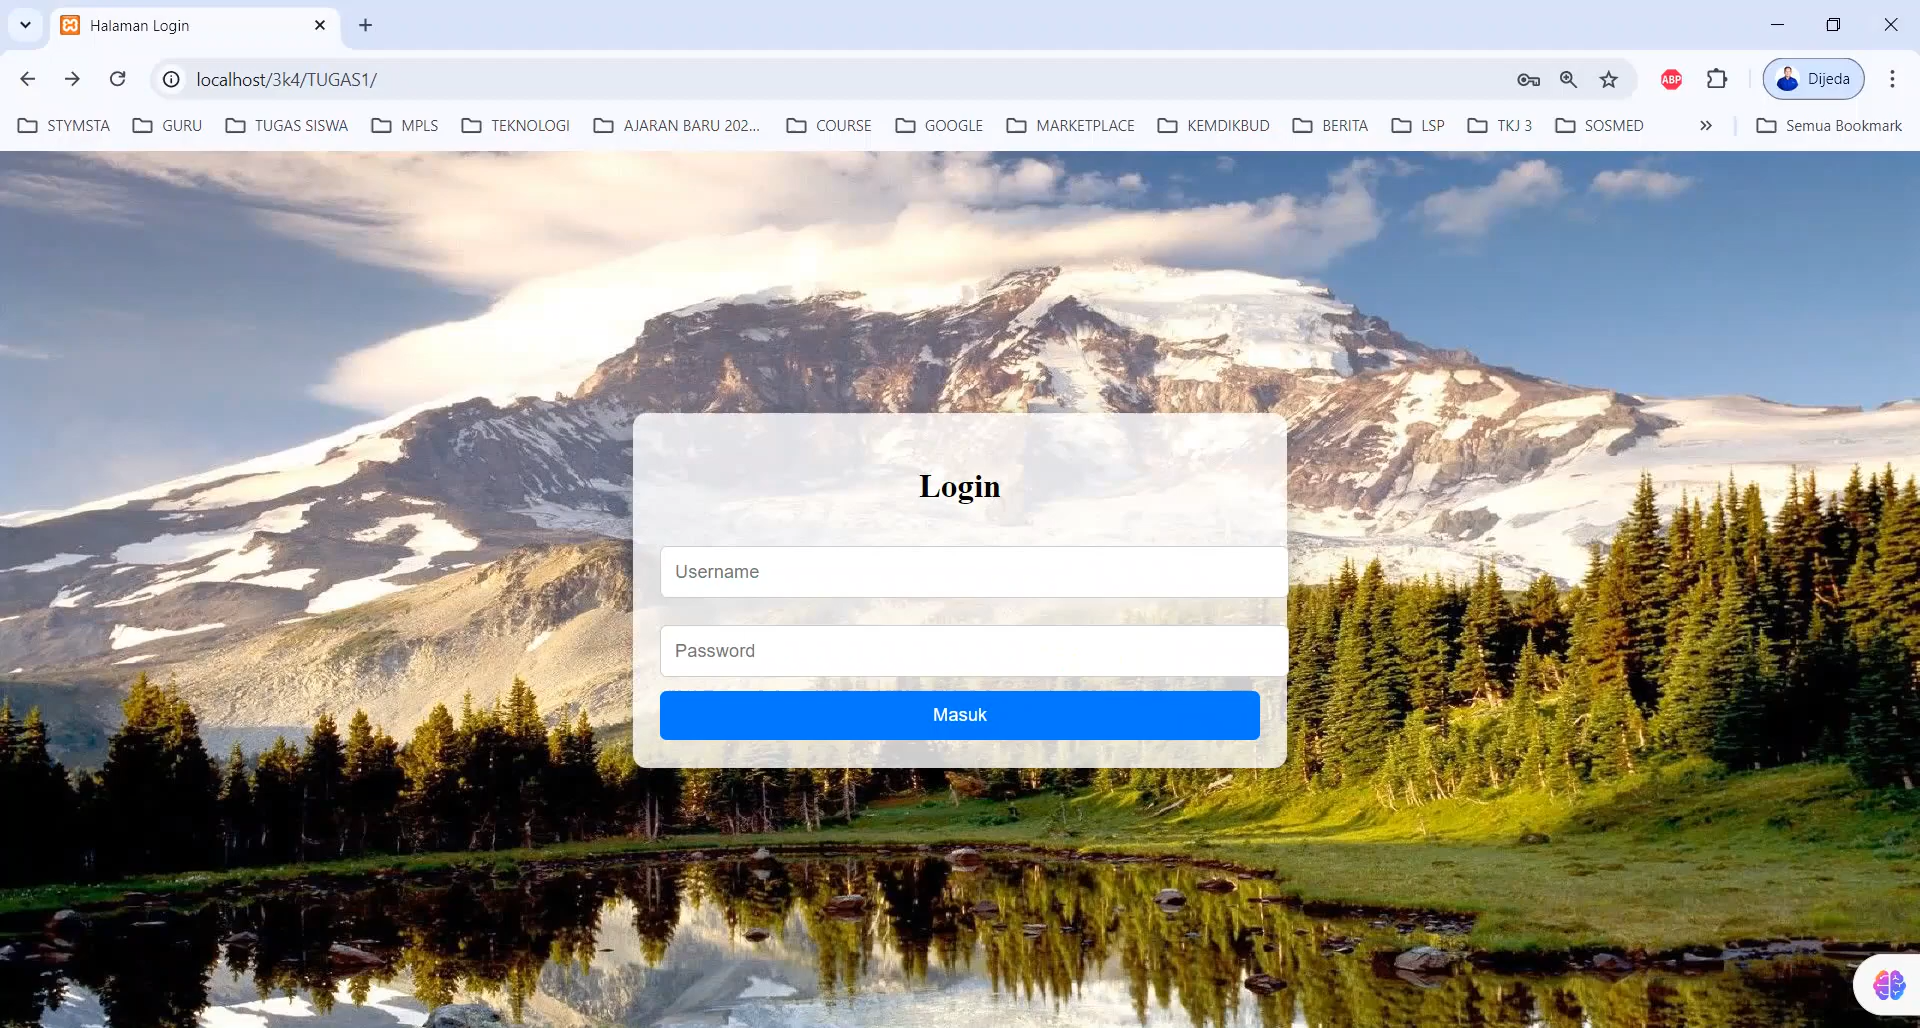 Halaman Login
localhost/3k4/TUGAS1/
ABP
Dijeda
STYMSTA GURU TUGAS SISWA MPLS TEKNOLOGI AJARAN BARU 202... COURSE GOOGLE MARKETPLACE KEMDIKBUD BERITA LSP TKJ 3 SOSMED Semua Bookmark
Login
Username
Password
Masuk